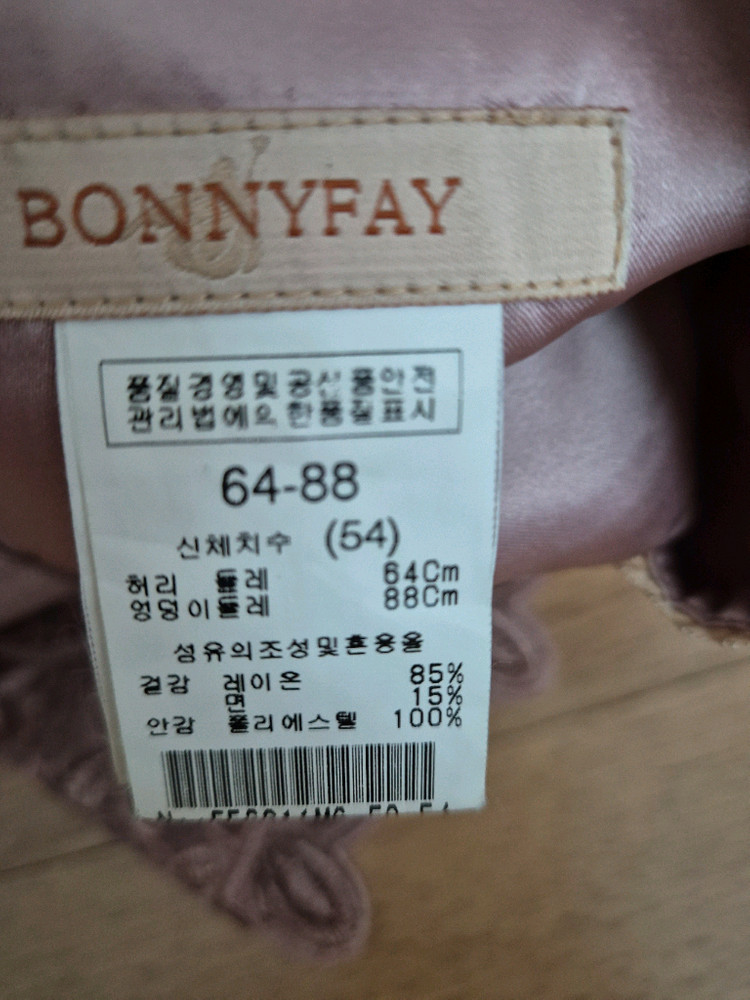 BONNYFAY
품질경영및공산품안전
관리법에의한품질표시
64-88
신체치수 (54)
허리 둘레 64Cm
엉덩이둘레 88Cm
섬유의조성및혼용율
겉감 레이온 85%
면 15%
안감 폴리에스텔 100%